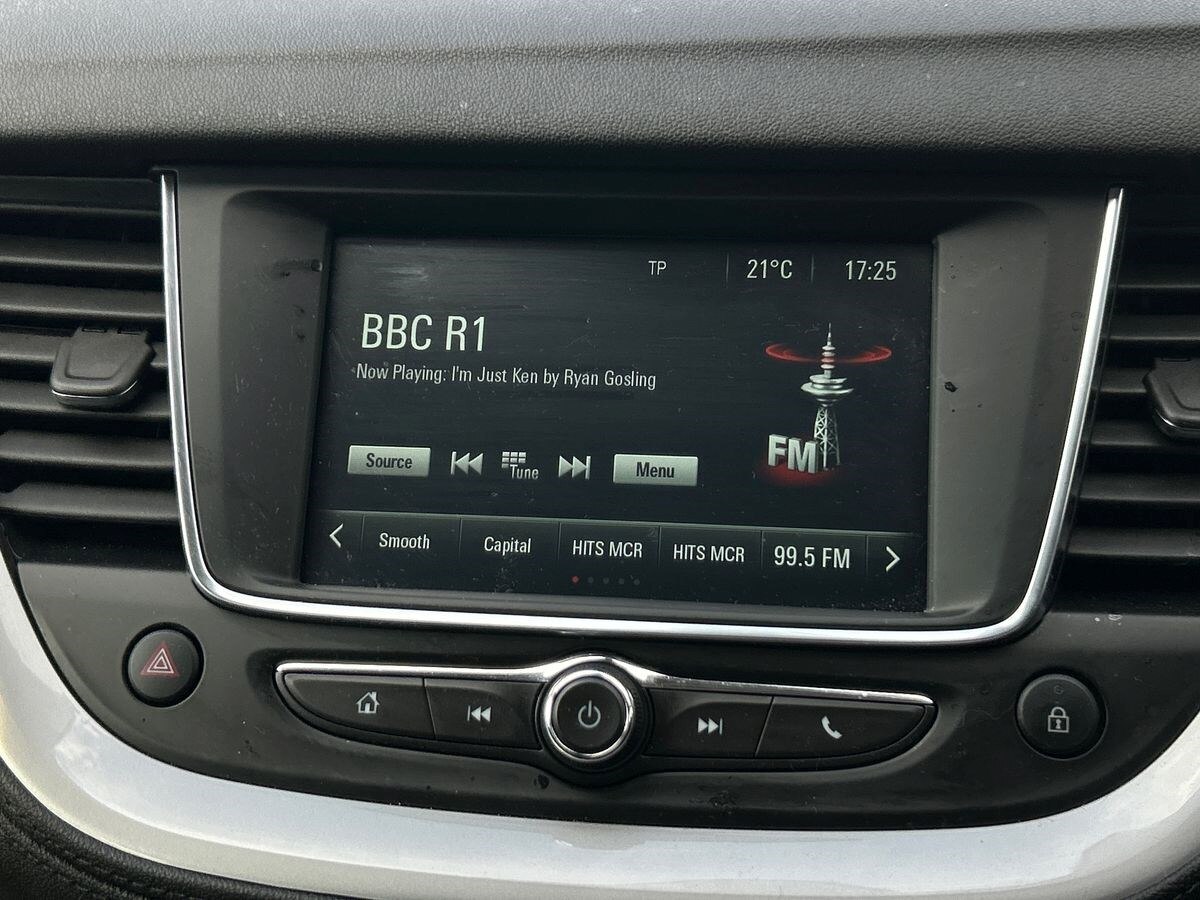 TP 21°C 17:25
BBC R1
Now Playing: I'm Just Ken by Ryan Gosling
FM
Source Tune Menu
Smooth Capital HITS MCR HITS MCR 99.5 FM